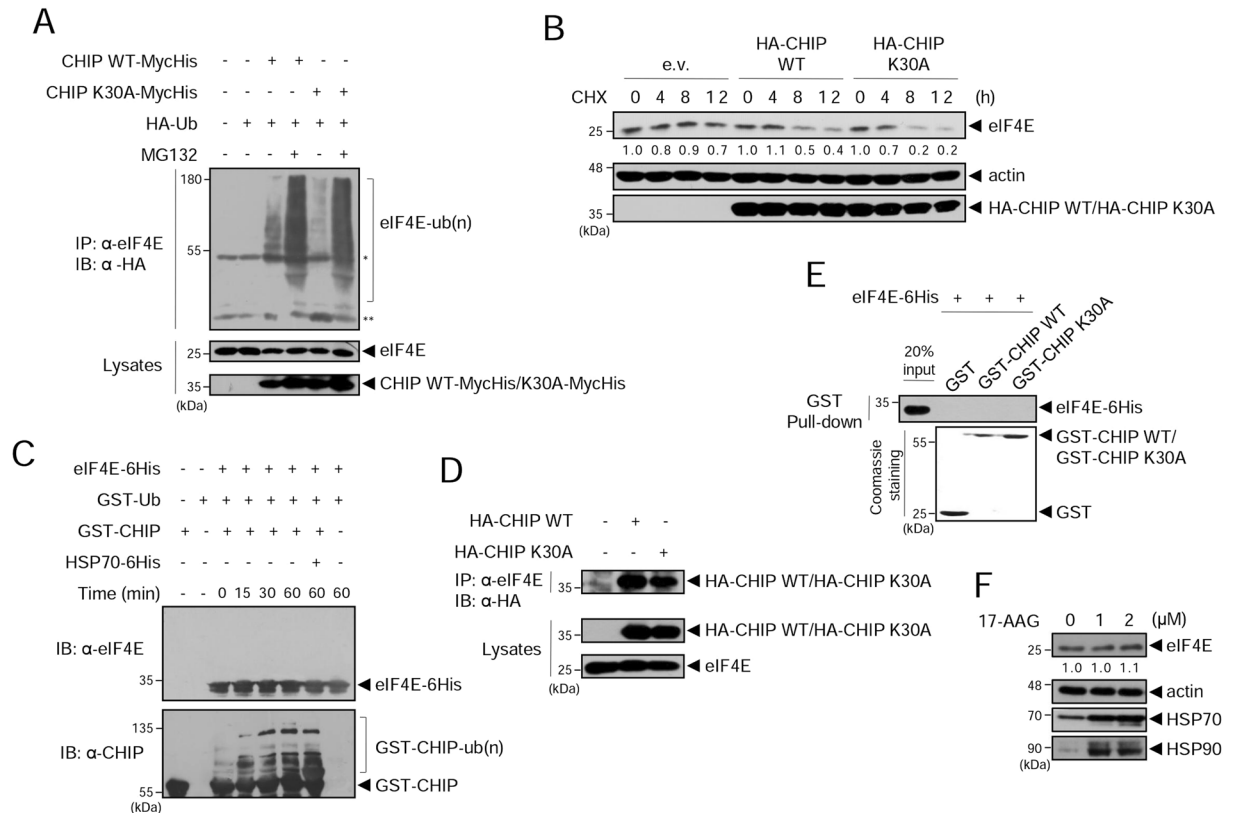 A
CHIP WT-MycHis - - + + - -
CHIP K30A-MycHis - - - - + +
HA-Ub - + + + + +
MG132 - - - + - +
180
55
IP: α-eIF4E
IB: α -HA
eIF4E-ub(n)
*
**
Lysates
25
eIF4E
35
CHIP WT-MycHis/K30A-MycHis
(kDa)
B
e.v.
HA-CHIP
WT
HA-CHIP
K30A
CHX 0 4 8 12 0 4 8 12 0 4 8 12 (h)
25
eIF4E
1.0 0.8 0.9 0.7 1.0 1.1 0.5 0.4 1.0 0.7 0.2 0.2
48
actin
35
HA-CHIP WT/HA-CHIP K30A
(kDa)
C
eIF4E-6His - - + + + + + +
GST-Ub - + + + + + + +
GST-CHIP + - + + + + + -
HSP70-6His - - - - - - + -
Time (min) - - 0 15 30 60 60 60
IB: α-eIF4E
35
eIF4E-6His
IB: α-CHIP
135
GST-CHIP-ub(n)
55
GST-CHIP
(kDa)
D
HA-CHIP WT - + -
HA-CHIP K30A - - +
IP: α-eIF4E
IB: α-HA
35
HA-CHIP WT/HA-CHIP K30A
Lysates
35
HA-CHIP WT/HA-CHIP K30A
25
eIF4E
(kDa)
E
eIF4E-6His + + +
20%
input
GST
GST-CHIP WT
GST-CHIP K30A
GST
Pull-down
35
eIF4E-6His
Coomassie
staining
55
GST-CHIP WT/
GST-CHIP K30A
25
GST
(kDa)
F
17-AAG 0 1 2 (μM)
25
eIF4E
1.0 1.0 1.1
48
actin
70
HSP70
90
HSP90
(kDa)